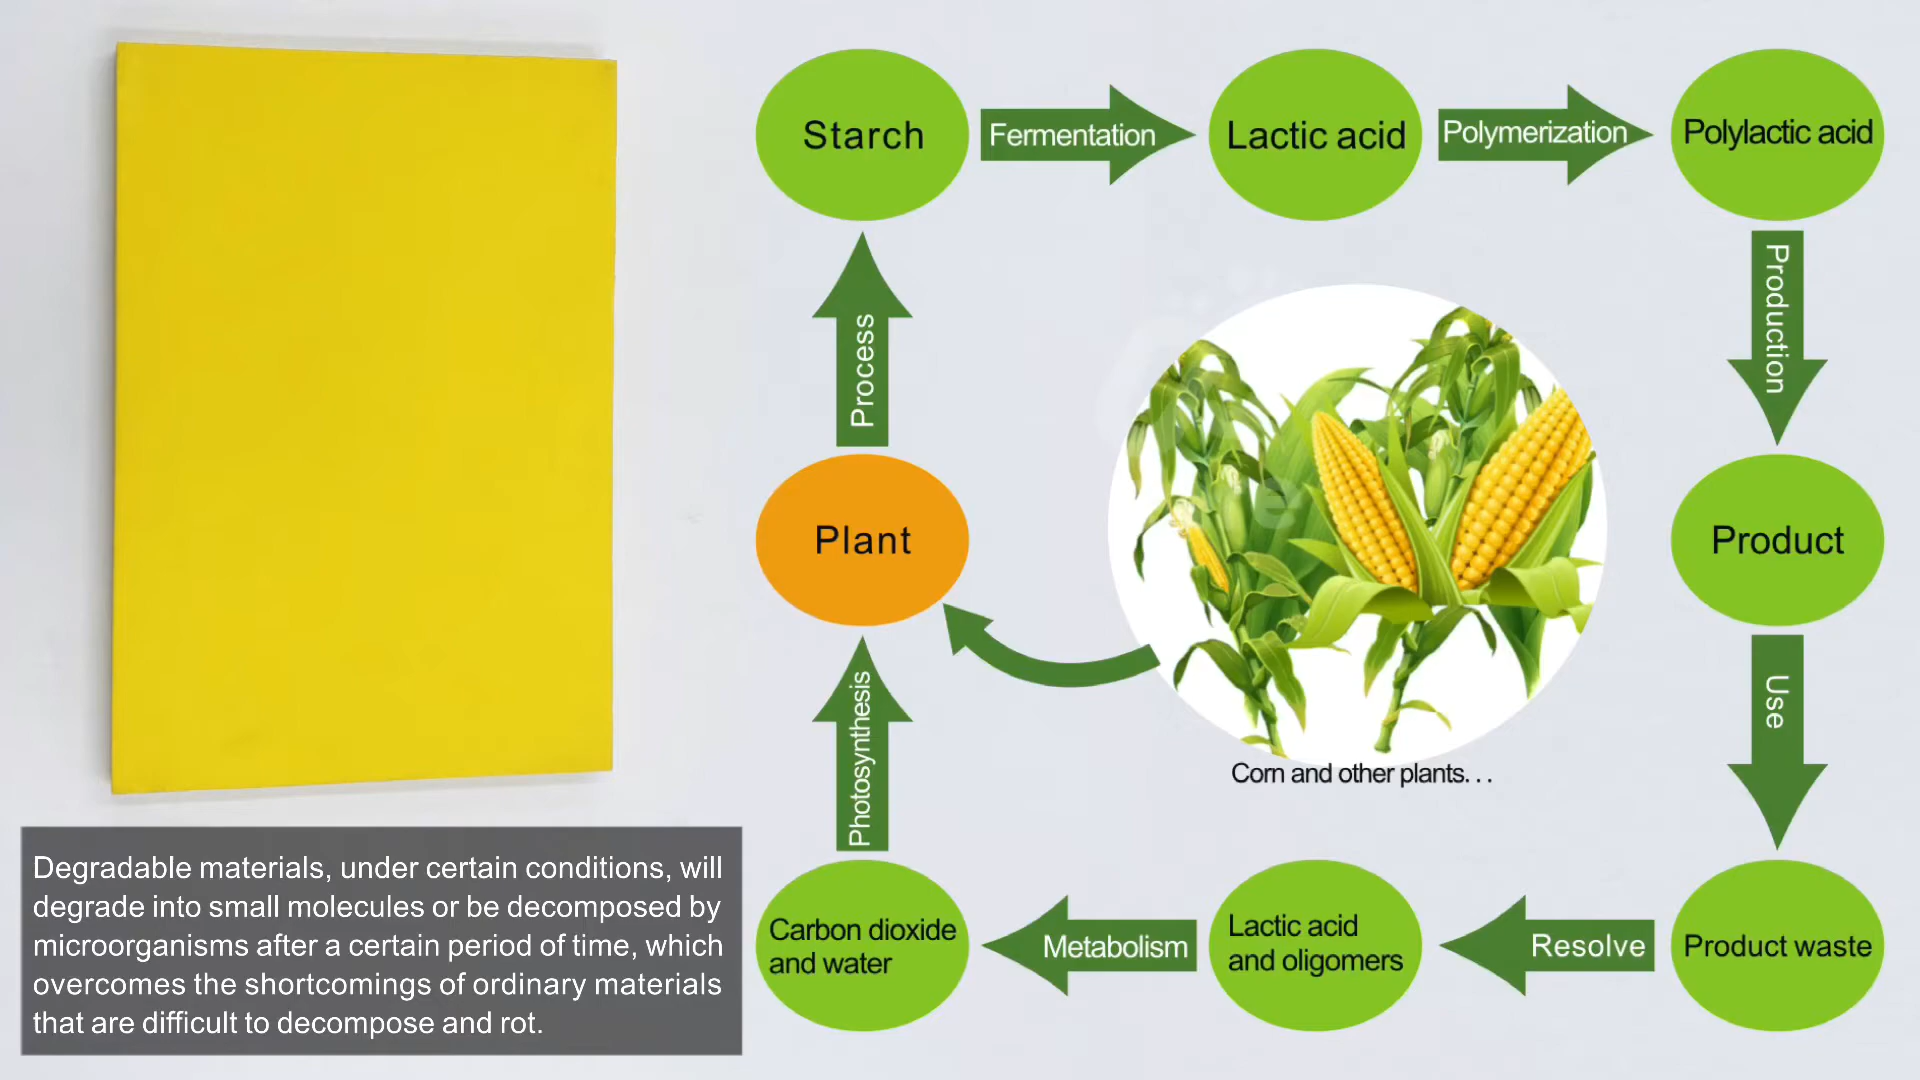 Starch
Fermentation
Lactic acid
Polymerization
Polylactic acid
Production
Product
Use
Product waste
Resolve
Lactic acid
and oligomers
Metabolism
Carbon dioxide
and water
Photosynthesis
Plant
Process
Corn and other plants...
Degradable materials, under certain conditions, will
degrade into small molecules or be decomposed by
microorganisms after a certain period of time, which
overcomes the shortcomings of ordinary materials
that are difficult to decompose and rot.